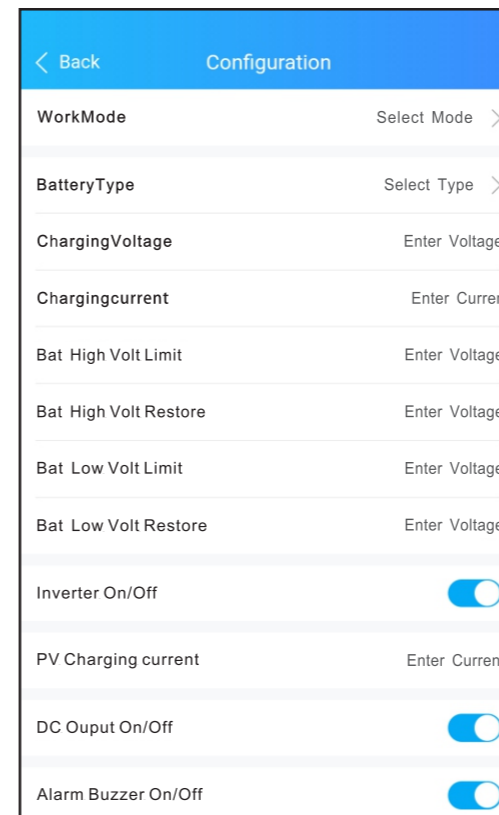 Back Configuration
WorkMode Select Mode
BatteryType Select Type
ChargingVoltage Enter Voltage
Chargingcurrent Enter Curren
Bat High Volt Limit Enter Voltage
Bat High Volt Restore Enter Voltage
Bat Low Volt Limit Enter Voltage
Bat Low Volt Restore Enter Voltage
Inverter On/Off
PV Charging current Enter Curren
DC Ouput On/Off
Alarm Buzzer On/Off